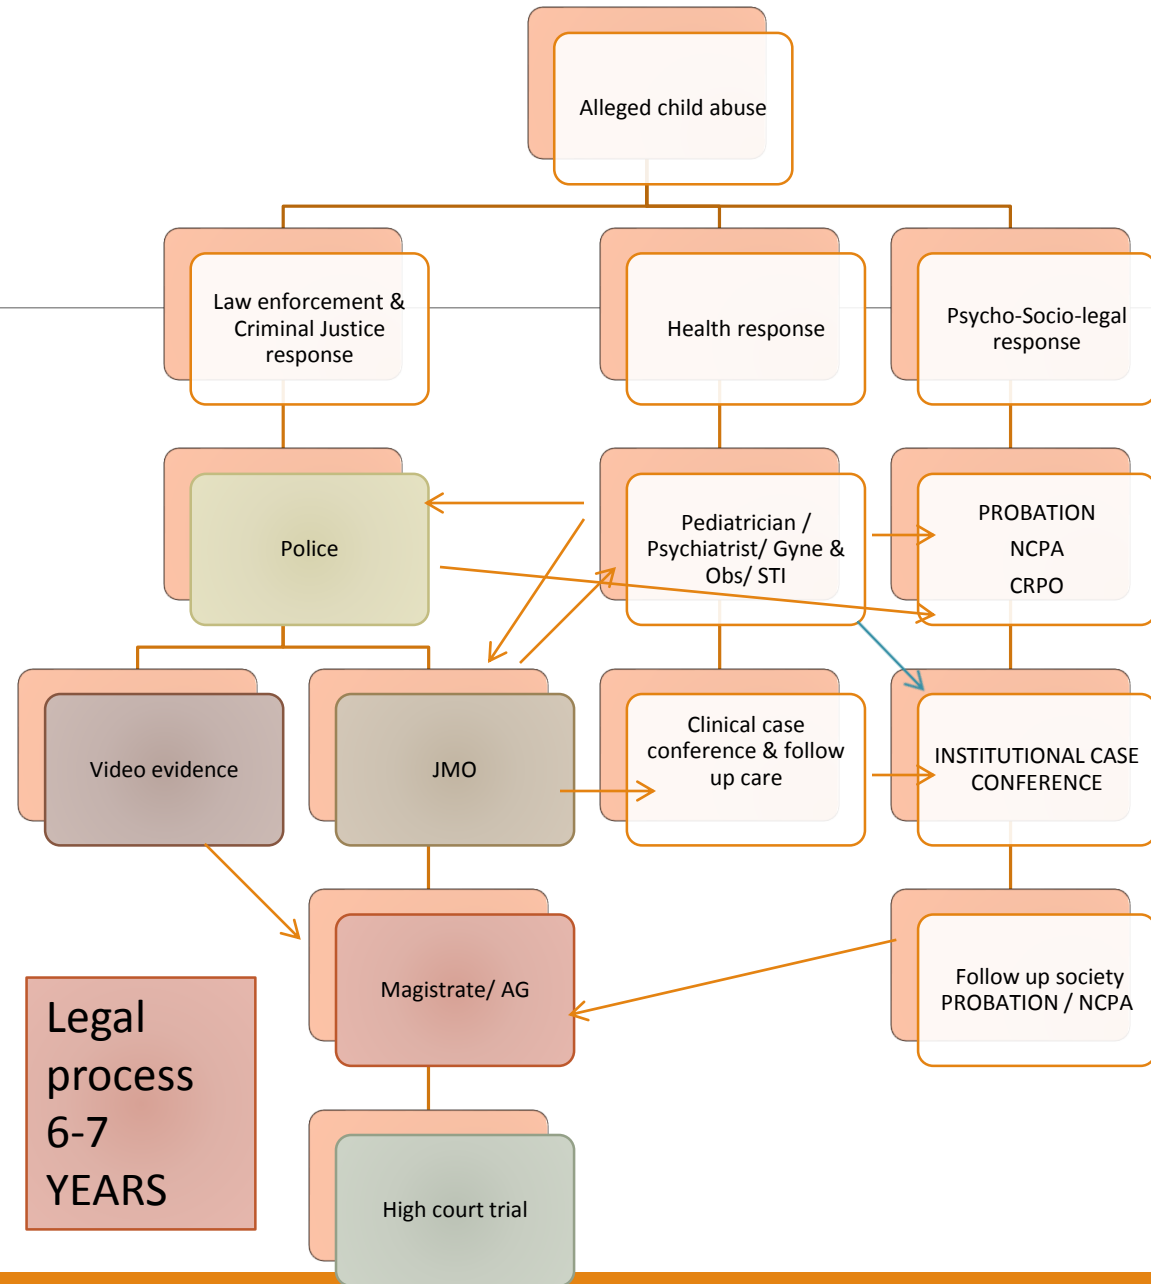 Alleged child abuse
Law enforcement &
Criminal Justice
response
Health response
Psycho-Socio-legal
response
Police
Pediatrician /
Psychiatrist/ Gyne &
Obs/ STI
PROBATION
NCPA
CRPO
Video evidence
JMO
Clinical case
conference & follow
up care
INSTITUTIONAL CASE
CONFERENCE
Magistrate/ AG
Follow up society
PROBATION / NCPA
Legal
process
6-7
YEARS
High court trial